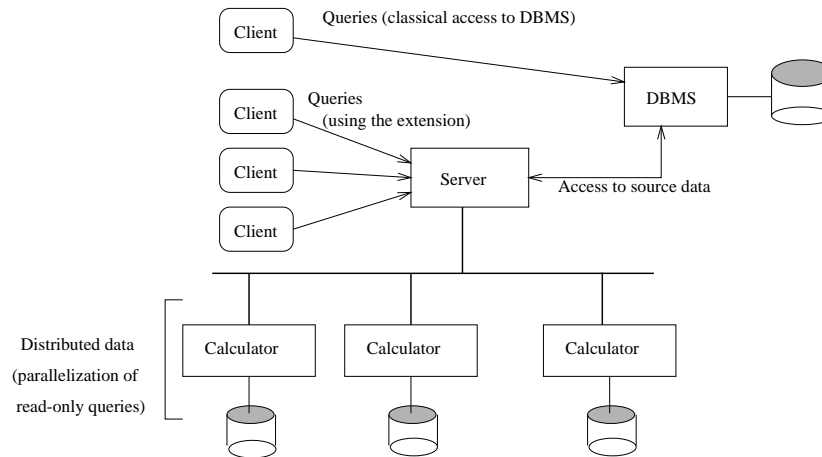 Queries (classical access to DBMS)
Client
Client
Queries
(using the extension)
DBMS
Client
Server
Access to source data
Client
Distributed data
(parallelization of
read-only queries)
Calculator
Calculator
Calculator